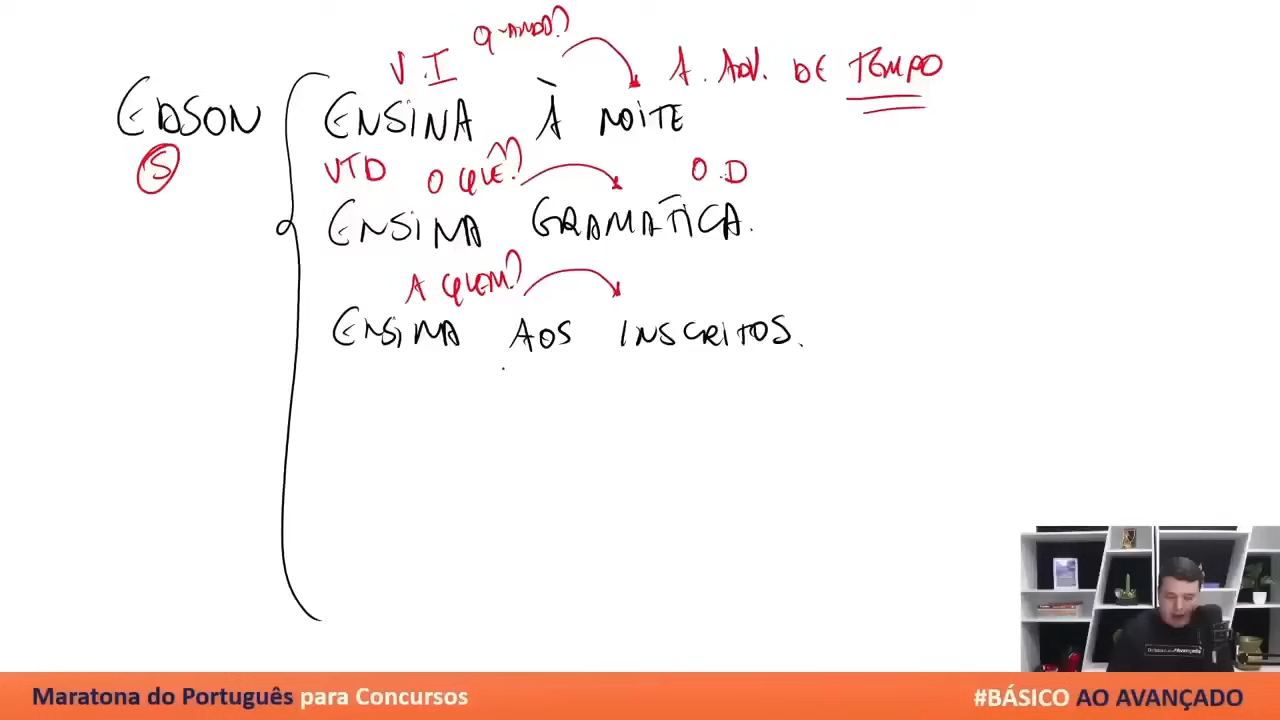 QUANDO?
V.I A. ADV. DE TEMPO
EDSON ENSINA À NOITE
S VTD O QUÊ? O.D
ENSINA GRAMÁTICA.
A QUEM?
ENSINA AOS INSCRITOS.
Maratona do Português para Concursos #BÁSICO AO AVANÇADO